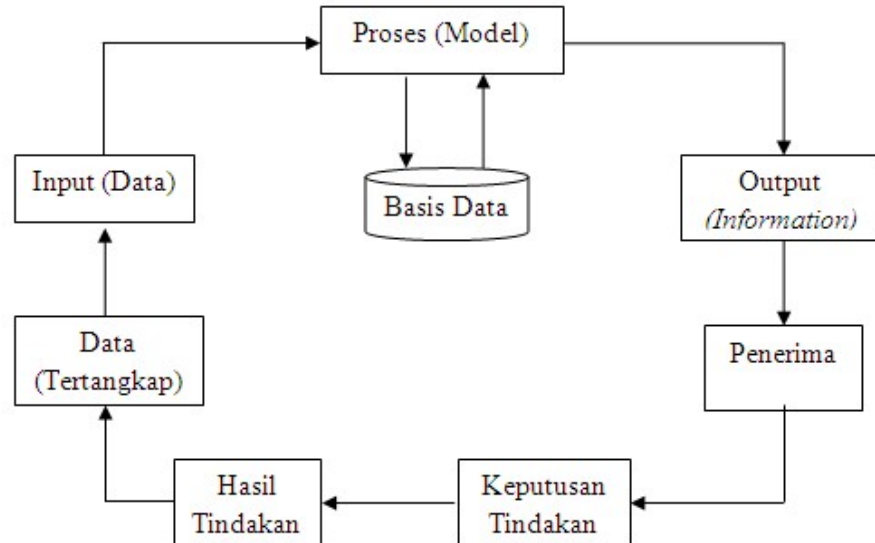 Proses (Model)
Input (Data)
Basis Data
Output
(Information)
Data
(Tertangkap)
Penerima
Hasil
Tindakan
Keputusan
Tindakan